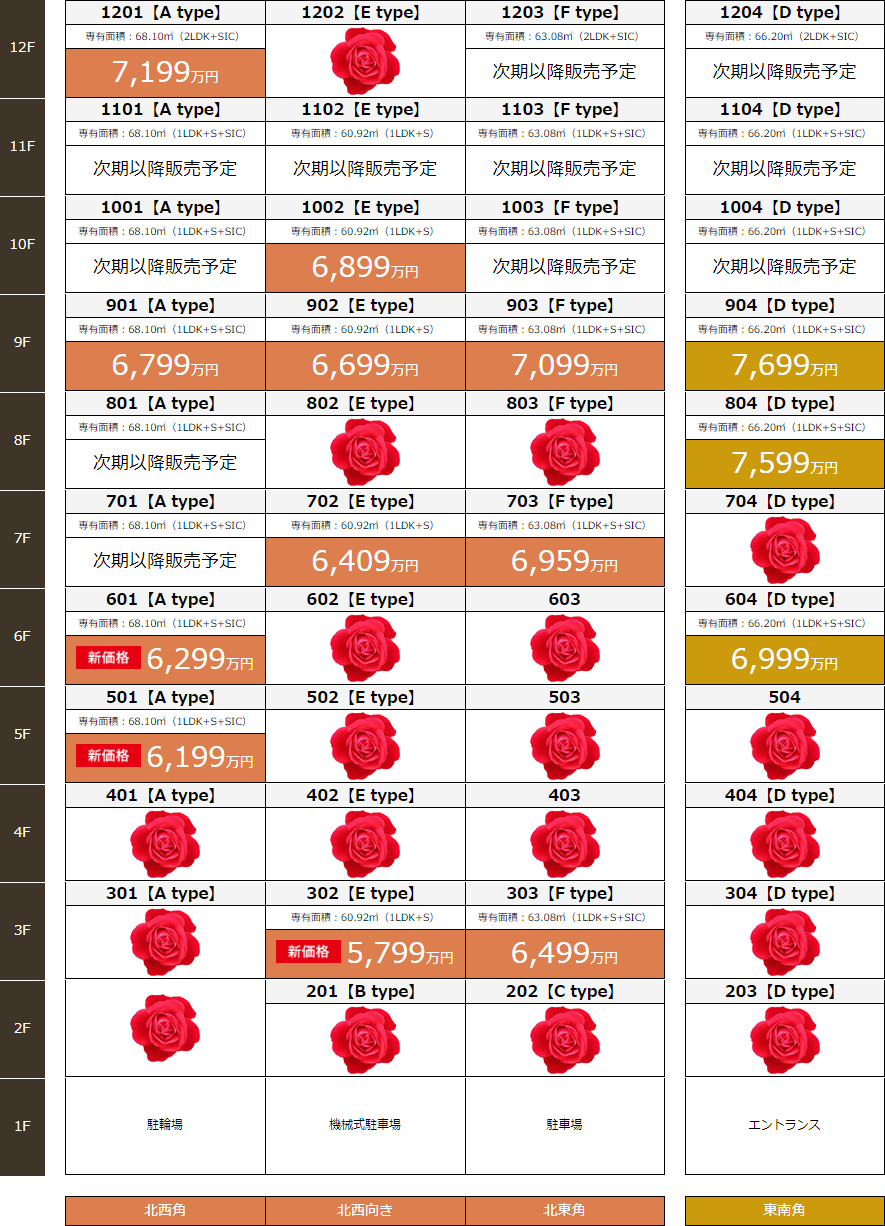 12F
1201【A type】 1202【E type】 1203【F type】 1204【D type】
専有面積：68.10㎡（2LDK+SIC） 専有面積：63.08㎡（2LDK+SIC） 専有面積：66.20㎡（2LDK+SIC）
7,199万円 次期以降販売予定 次期以降販売予定
11F
1101【A type】 1102【E type】 1103【F type】 1104【D type】
専有面積：68.10㎡（1LDK+S+SIC） 専有面積：60.92㎡（1LDK+S） 専有面積：63.08㎡（1LDK+S+SIC） 専有面積：66.20㎡（1LDK+S+SIC）
次期以降販売予定 次期以降販売予定 次期以降販売予定 次期以降販売予定
10F
1001【A type】 1002【E type】 1003【F type】 1004【D type】
専有面積：68.10㎡（1LDK+S+SIC） 専有面積：60.92㎡（1LDK+S） 専有面積：63.08㎡（1LDK+S+SIC） 専有面積：66.20㎡（1LDK+S+SIC）
次期以降販売予定 6,899万円 次期以降販売予定 次期以降販売予定
9F
901【A type】 902【E type】 903【F type】 904【D type】
専有面積：68.10㎡（1LDK+S+SIC） 専有面積：60.92㎡（1LDK+S） 専有面積：63.08㎡（1LDK+S+SIC） 専有面積：66.20㎡（1LDK+S+SIC）
6,799万円 6,699万円 7,099万円 7,699万円
8F
801【A type】 802【E type】 803【F type】 804【D type】
専有面積：68.10㎡（1LDK+S+SIC） 専有面積：66.20㎡（1LDK+S+SIC）
次期以降販売予定 7,599万円
7F
701【A type】 702【E type】 703【F type】 704【D type】
専有面積：68.10㎡（1LDK+S+SIC） 専有面積：60.92㎡（1LDK+S） 専有面積：63.08㎡（1LDK+S+SIC）
次期以降販売予定 6,409万円 6,959万円
6F
601【A type】 602【E type】 603 604【D type】
専有面積：68.10㎡（1LDK+S+SIC） 専有面積：66.20㎡（1LDK+S+SIC）
新価格 6,299万円 6,999万円
5F
501【A type】 502【E type】 503 504
専有面積：68.10㎡（1LDK+S+SIC）
新価格 6,199万円
4F
401【A type】 402【E type】 403 404【D type】
3F
301【A type】 302【E type】 303【F type】 304【D type】
専有面積：60.92㎡（1LDK+S） 専有面積：63.08㎡（1LDK+S+SIC）
新価格 5,799万円 6,499万円
2F
201【B type】 202【C type】 203【D type】
1F
駐輪場 機械式駐車場 駐車場 エントランス
北西角 北西向き 北東角 東南角